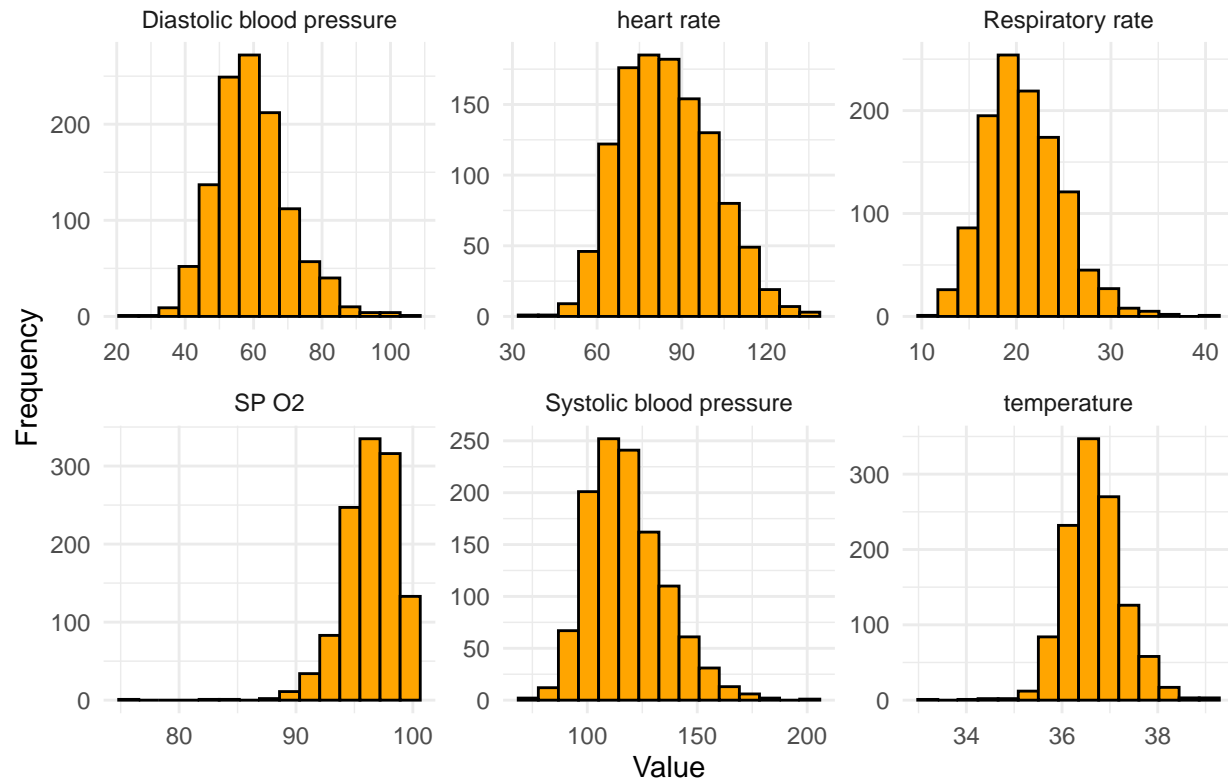 Diastolic blood pressure
heart rate
Respiratory rate
200
100
0
20 40 60 80 100
150
100
50
0
30 60 90 120
200
100
0
10 20 30 40
Frequency
SP O2
Systolic blood pressure
temperature
300
200
100
0
80 90 100
250
200
150
100
50
0
100 150 200
300
200
100
0
34 36 38
Value